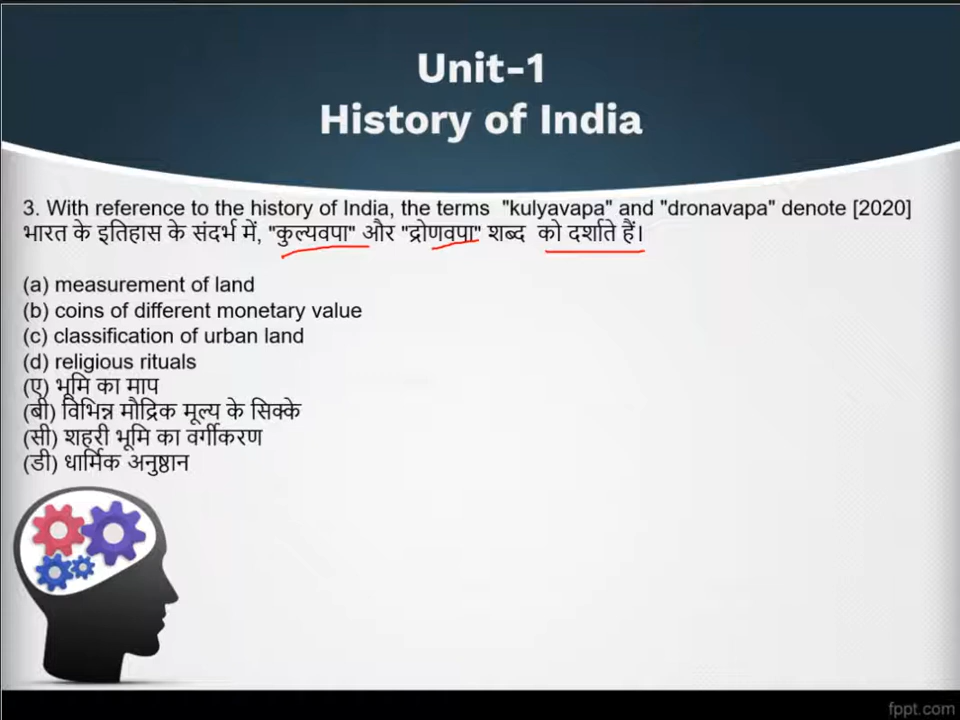 Unit-1
History of India
3. With reference to the history of India, the terms "kulyavapa" and "dronavapa" denote [2020]
भारत के इतिहास के संदर्भ में, "कुल्यवपा" और "द्रोणवपा" शब्द को दर्शाते हैं।
(a) measurement of land
(b) coins of different monetary value
(c) classification of urban land
(d) religious rituals
(ए) भूमि का माप
(बी) विभिन्न मौद्रिक मूल्य के सिक्के
(सी) शहरी भूमि का वर्गीकरण
(डी) धार्मिक अनुष्ठान
fppt.com